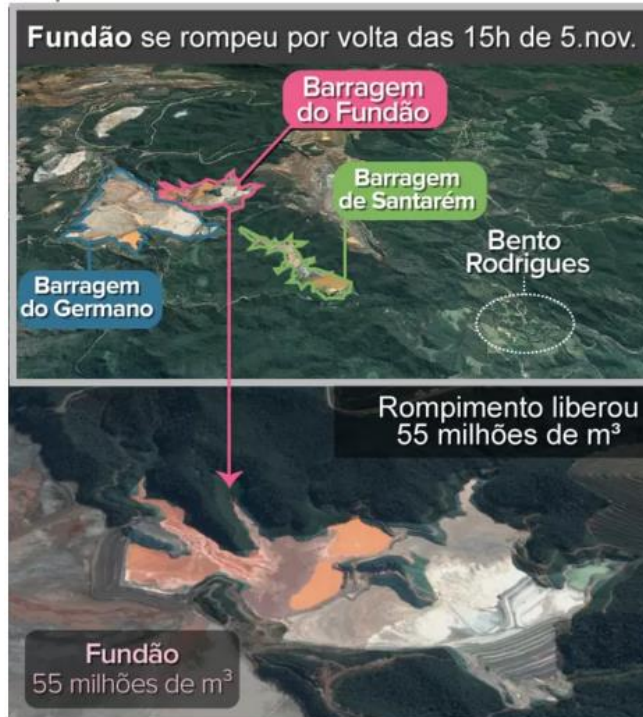 Fundão se rompeu por volta das 15h de 5.nov.
Barragem
do Fundão
Barragem
de Santarém
Bento
Rodrigues
Barragem
do Germano
Rompimento liberou
55 milhões de m³
Fundão
55 milhões de m³